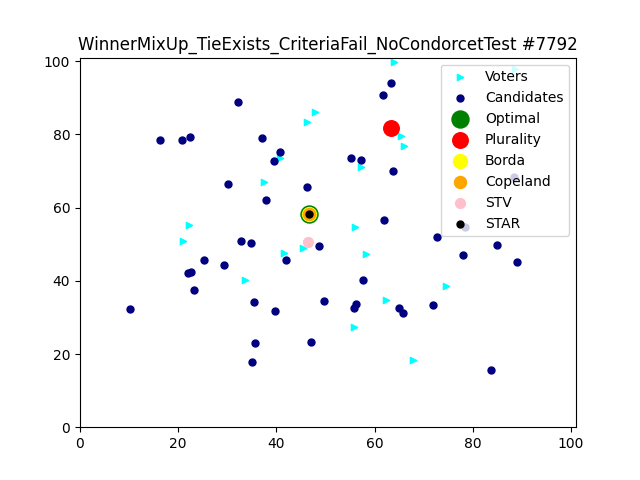 WinnerMixUp_TieExists_CriteriaFail_NoCondorcetTest #7792
100
80
60
40
20
0
0 20 40 60 80 100
Voters
Candidates
Optimal
Plurality
Borda
Copeland
STV
STAR